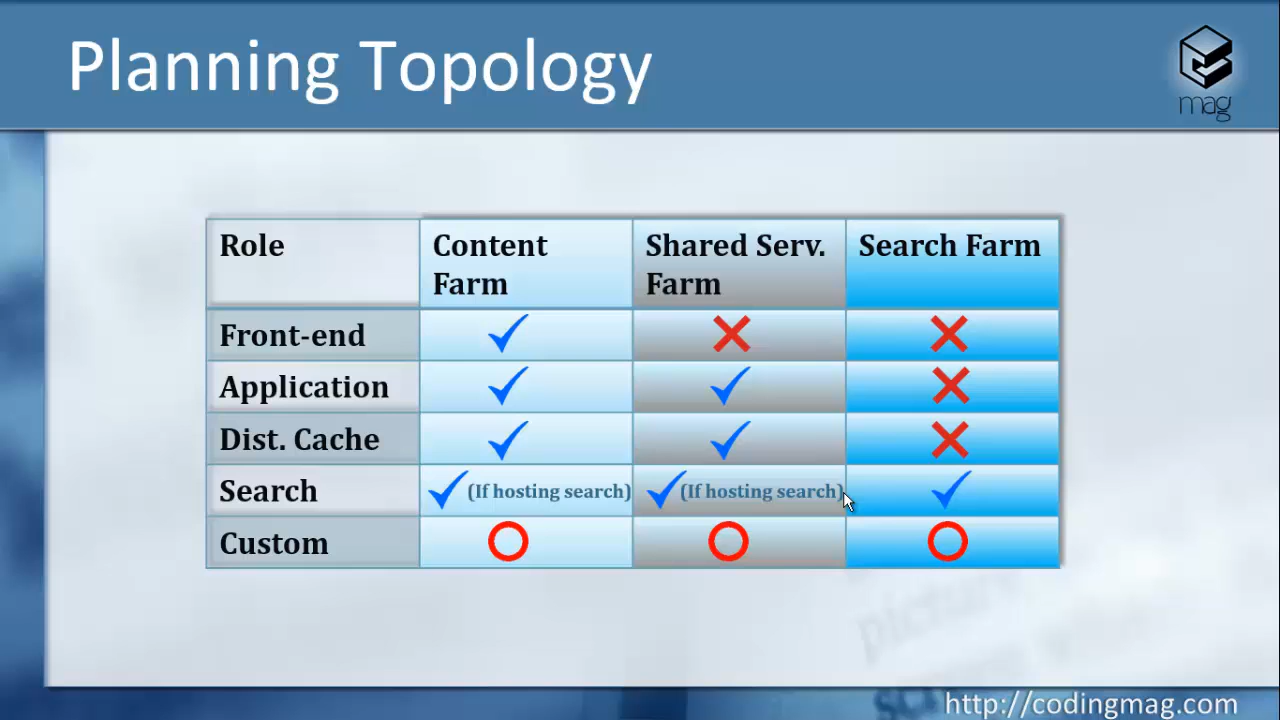 Planning Topology
mag
Role
Content
Farm
Shared Serv.
Farm
Search Farm
Front-end
Application
Dist. Cache
Search
(If hosting search)
(If hosting search)
Custom
picture
http://codingmag.com